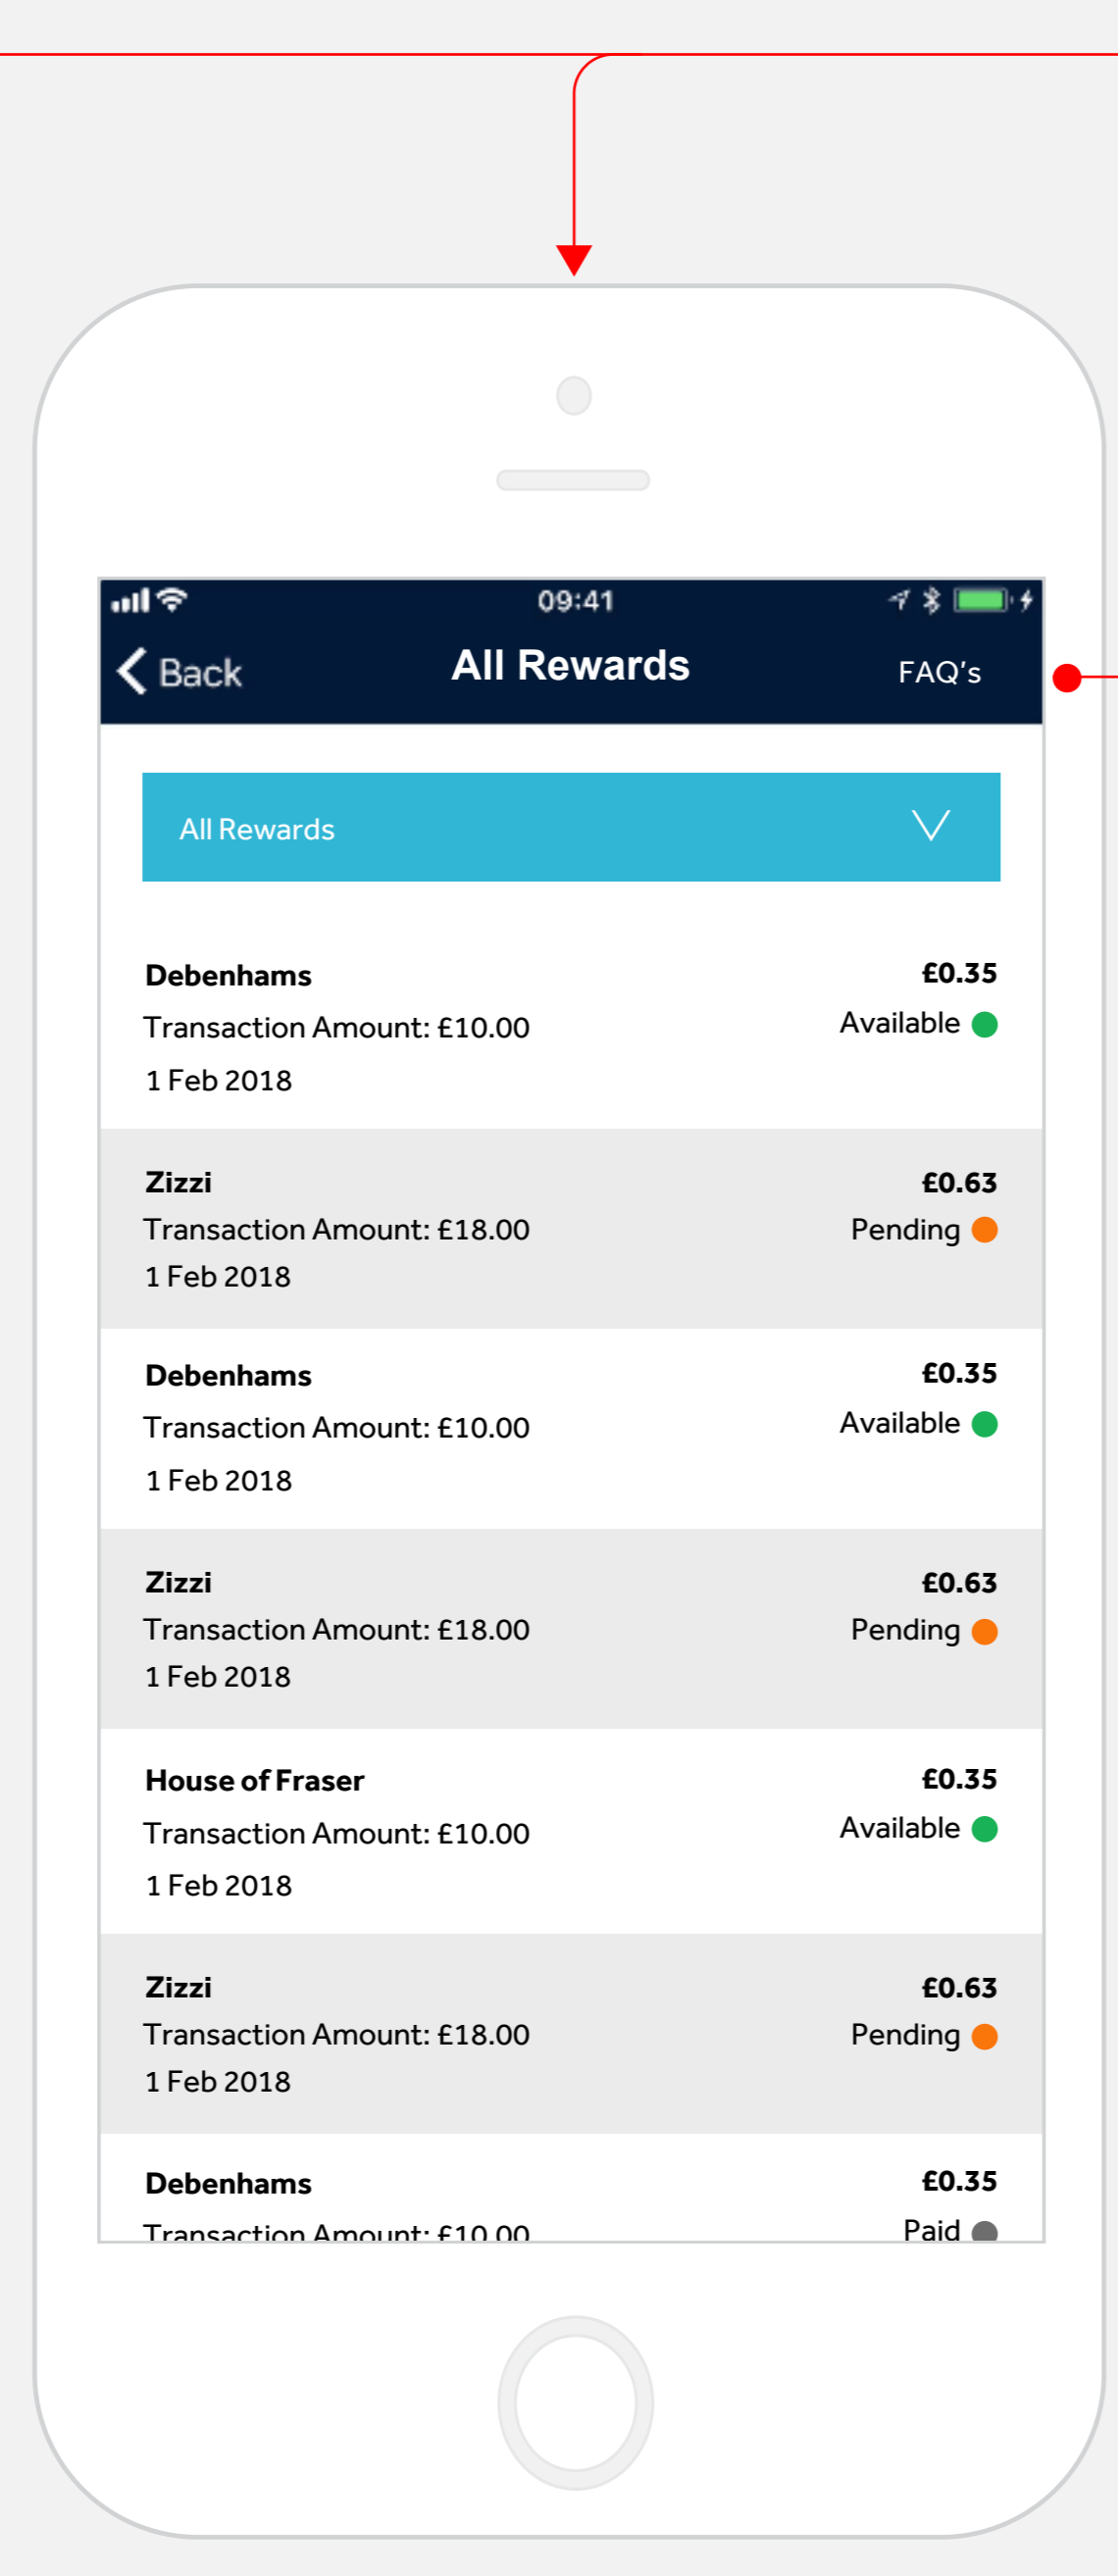 09:41
Back All Rewards FAQ's
All Rewards
Debenhams £0.35
Transaction Amount: £10.00 Available
1 Feb 2018
Zizzi £0.63
Transaction Amount: £18.00 Pending
1 Feb 2018
Debenhams £0.35
Transaction Amount: £10.00 Available
1 Feb 2018
Zizzi £0.63
Transaction Amount: £18.00 Pending
1 Feb 2018
House of Fraser £0.35
Transaction Amount: £10.00 Available
1 Feb 2018
Zizzi £0.63
Transaction Amount: £18.00 Pending
1 Feb 2018
Debenhams £0.35
Transaction Amount: £10.00 Paid